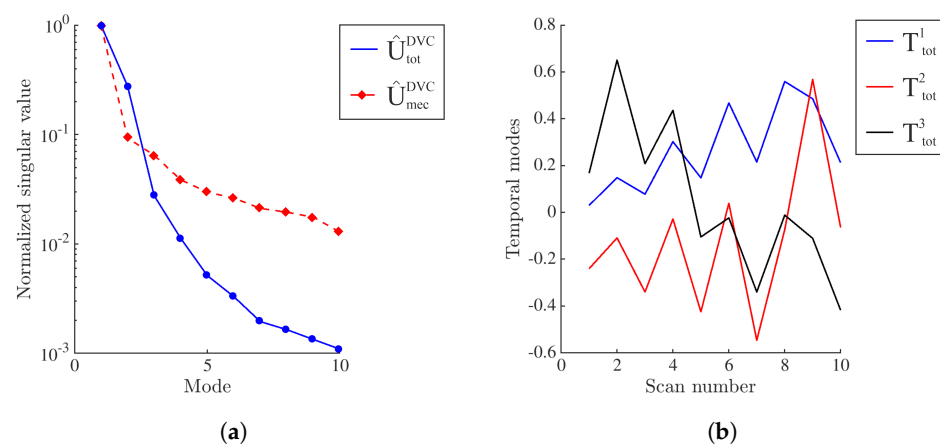 Normalized singular value
10^0
10^-1
10^-2
10^-3
0
5
10
Mode
Û^DVC_tot
Û^DVC_mec
(a)
Temporal modes
0.8
0.6
0.4
0.2
0
-0.2
-0.4
-0.6
0
2
4
6
8
10
Scan number
T^1_tot
T^2_tot
T^3_tot
(b)